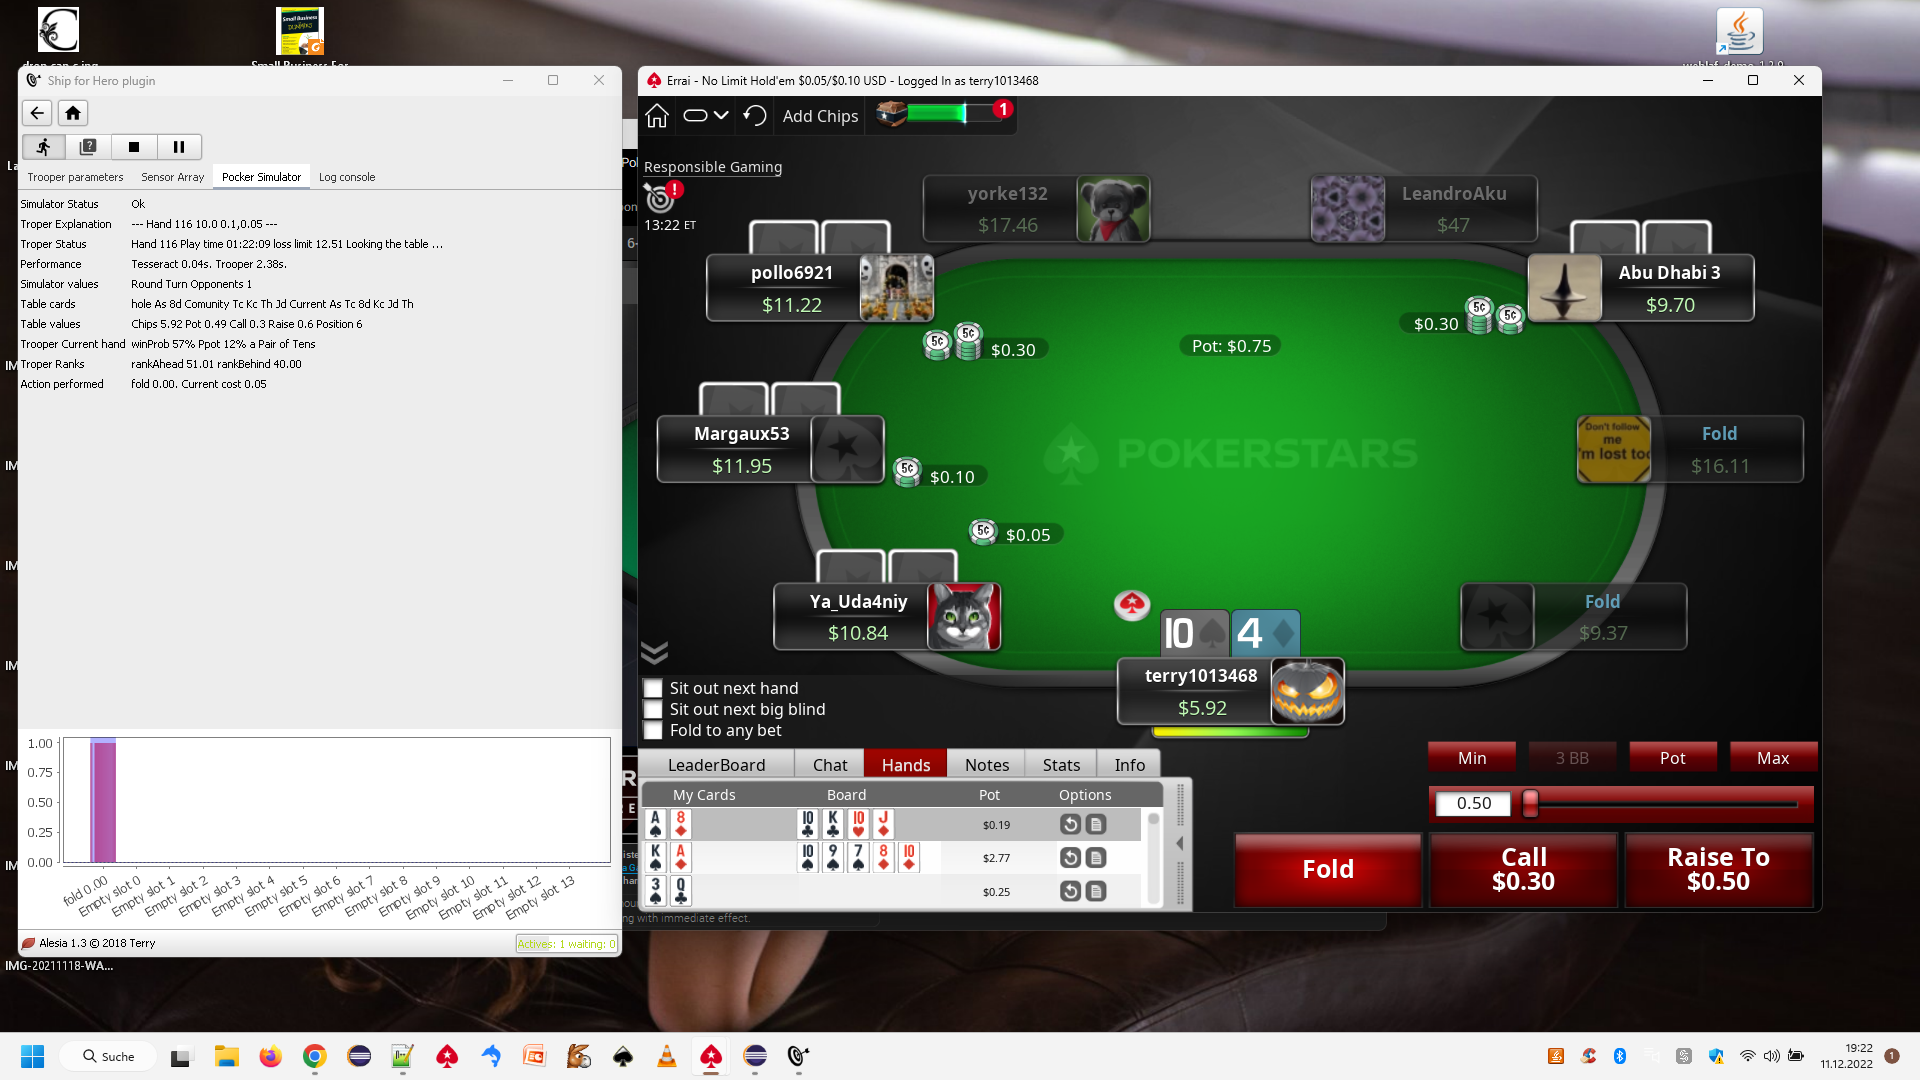 Ship for Hero plugin
Trooper parameters Sensor Array Pocker Simulator Log console
Simulator Status Ok
Troper Explanation --- Hand 116 10.0 0.1,0.05 ---
Troper Status Hand 116 Play time 01:22:09 loss limit 12.51 Looking the table ...
Performance Tesseract 0.04s. Trooper 2.38s.
Simulator values Round Turn Opponents 1
Table cards hole As 8d Comunity Tc Kc Th Jd Current As Tc 8d Kc Jd Th
Table values Chips 5.92 Pot 0.49 Call 0.3 Raise 0.6 Position 6
Trooper Current hand winProb 57% Ppot 12% a Pair of Tens
Troper Ranks rankAhead 51.01 rankBehind 40.00
Action performed fold 0.00. Current cost 0.05
1.00
0.75
0.50
0.25
0.00
fold 0.00 Empty slot 0 Empty slot 1 Empty slot 2 Empty slot 3 Empty slot 4 Empty slot 5 Empty slot 6 Empty slot 7 Empty slot 8 Empty slot 9 Empty slot 10 Empty slot 11 Empty slot 12 Empty slot 13
Alesia 1.3 © 2018 Terry
Actives: 1 waiting: 0
IMG-20211118-WA...
Errai - No Limit Hold'em $0.05/$0.10 USD - Logged In as terry1013468
Add Chips
1
Responsible Gaming
13:22 ET
yorke132
$17.46
LeandroAku
$47
pollo6921
$11.22
Abu Dhabi 3
$9.70
5¢ 5¢ $0.30
$0.30 5¢ 5¢
Pot: $0.75
Margaux53
$11.95
5¢ $0.10
POKERSTARS
Don't follow
me
I'm lost too
Fold
$16.11
5¢ $0.05
Ya_Uda4niy
$10.84
10 4
Fold
$9.37
terry1013468
$5.92
Sit out next hand
Sit out next big blind
Fold to any bet
LeaderBoard Chat Hands Notes Stats Info
My Cards Board Pot Options
A 8 10 K 10 J $0.19
K A 10 9 7 8 10 $2.77
3 Q $0.25
ng with immediate effect.
Min 3 BB Pot Max
0.50
Fold
Call
$0.30
Raise To
$0.50
Suche
19:22
11.12.2022
1